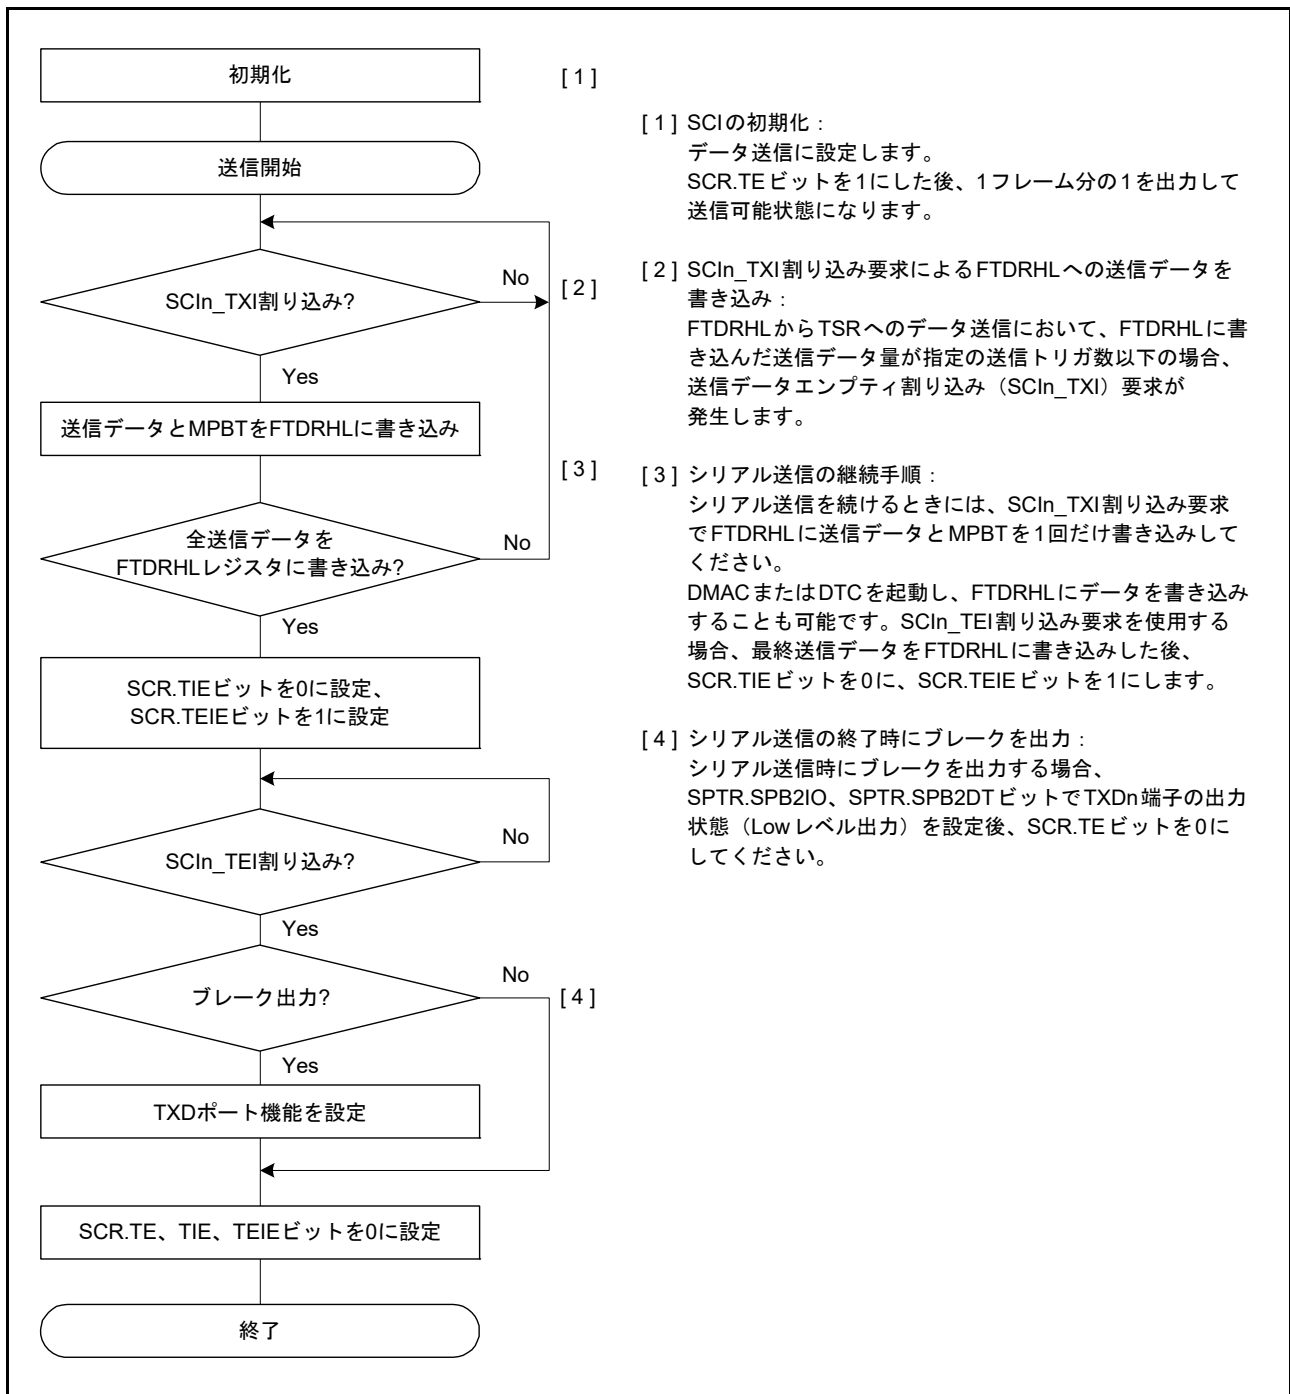 初期化
[ 1 ]
送信開始
SCIn_TXI割り込み?
No
[ 2 ]
Yes
送信データとMPBTをFTDRHLに書き込み
[ 3 ]
全送信データを
FTDRHLレジスタに書き込み?
No
Yes
SCR.TIEビットを0に設定、
SCR.TEIEビットを1に設定
SCIn_TEI割り込み?
No
Yes
ブレーク出力?
No
[ 4 ]
Yes
TXDポート機能を設定
SCR.TE、TIE、TEIEビットを0に設定
終了
[ 1 ] SCIの初期化：
データ送信に設定します。
SCR.TEビットを1にした後、1フレーム分の1を出力して
送信可能状態になります。
[ 2 ] SCIn_TXI割り込み要求によるFTDRHLへの送信データを
書き込み：
FTDRHLからTSRへのデータ送信において、FTDRHLに書
き込んだ送信データ量が指定の送信トリガ数以下の場合、
送信データエンプティ割り込み（SCIn_TXI）要求が
発生します。
[ 3 ] シリアル送信の継続手順：
シリアル送信を続けるときには、SCIn_TXI割り込み要求
でFTDRHLに送信データとMPBTを1回だけ書き込みして
ください。
DMACまたはDTCを起動し、FTDRHLにデータを書き込み
することも可能です。SCIn_TEI割り込み要求を使用する
場合、最終送信データをFTDRHLに書き込みした後、
SCR.TIEビットを0に、SCR.TEIEビットを1にします。
[ 4 ] シリアル送信の終了時にブレークを出力：
シリアル送信時にブレークを出力する場合、
SPTR.SPB2IO、SPTR.SPB2DTビットでTXDn端子の出力
状態（Lowレベル出力）を設定後、SCR.TEビットを0に
してください。